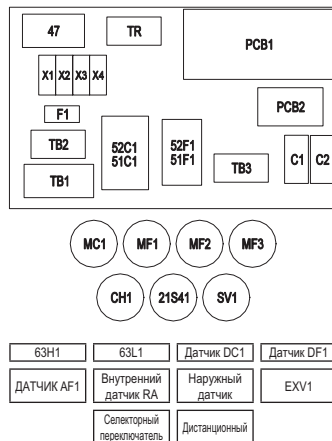 47
TR
PCB1
X1 X2 X3 X4
PCB2
F1
52C1
51C1
52F1
51F1
TB2
TB3
C1
C2
TB1
MC1
MF1
MF2
MF3
CH1
21S41
SV1
63H1
63L1
Датчик DC1
Датчик DF1
ДАТЧИК AF1
Внутренний
датчик RA
Наружный
датчик
EXV1
Селекторный
переключатель
Дистанционный